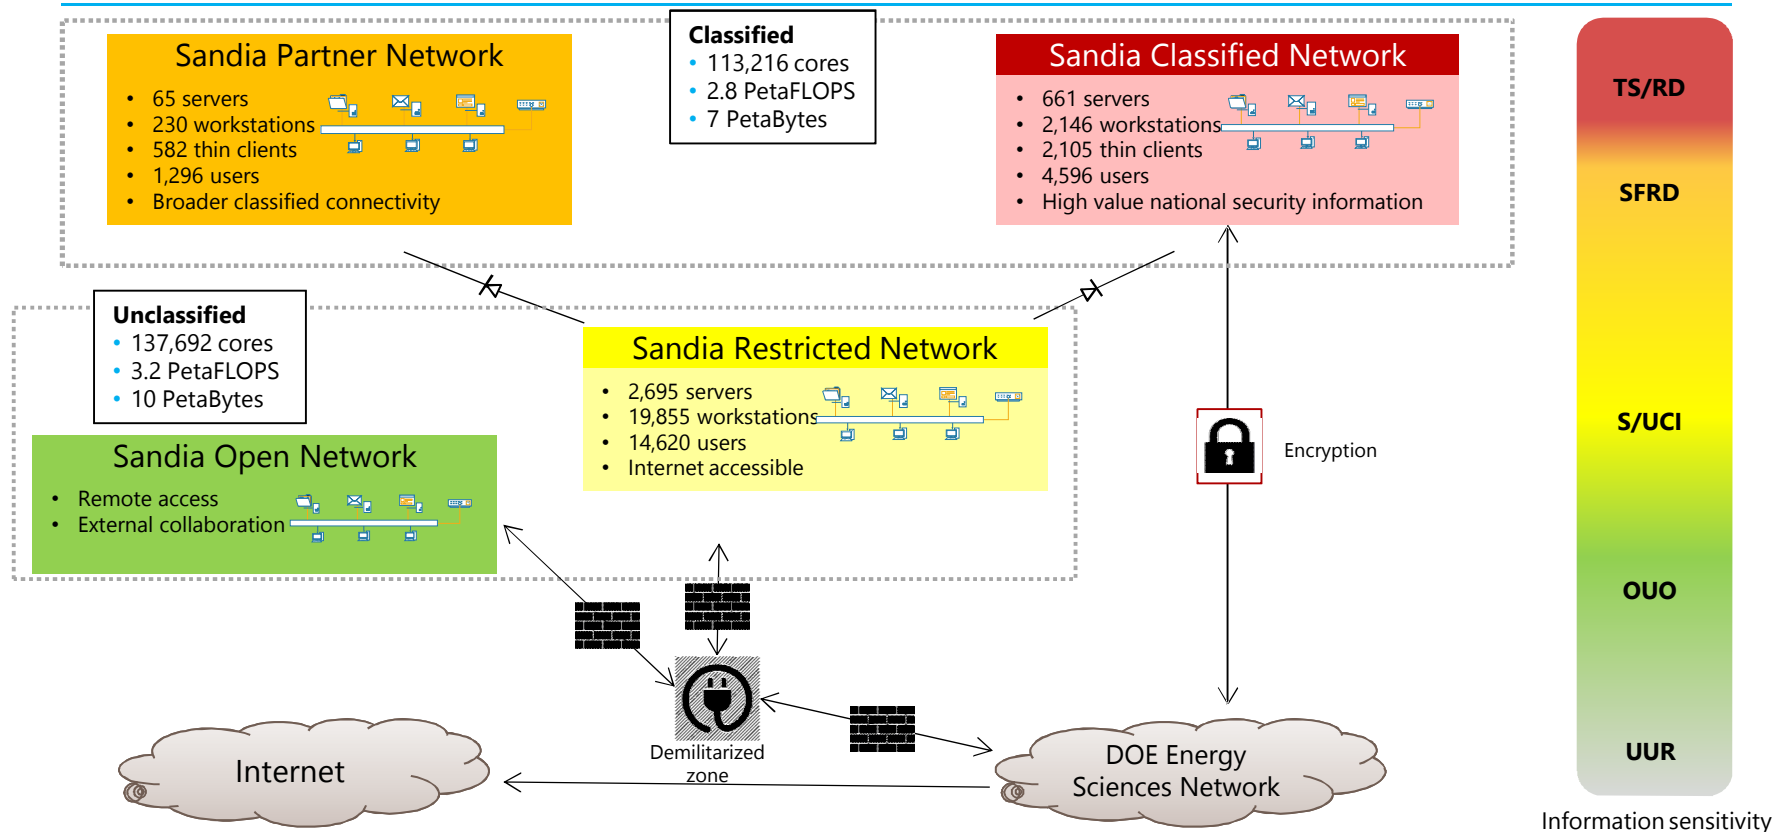 Sandia Partner Network
• 65 servers
• 230 workstations
• 582 thin clients
• 1,296 users
• Broader classified connectivity
Classified
• 113,216 cores
• 2.8 PetaFLOPS
• 7 PetaBytes
Sandia Classified Network
• 661 servers
• 2,146 workstations
• 2,105 thin clients
• 4,596 users
• High value national security information
Unclassified
• 137,692 cores
• 3.2 PetaFLOPS
• 10 PetaBytes
Sandia Restricted Network
• 2,695 servers
• 19,855 workstations
• 14,620 users
• Internet accessible
Sandia Open Network
• Remote access
• External collaboration
Encryption
Demilitarized
zone
Internet
DOE Energy
Sciences Network
TS/RD
SFRD
S/UCI
OUO
UUR
Information sensitivity